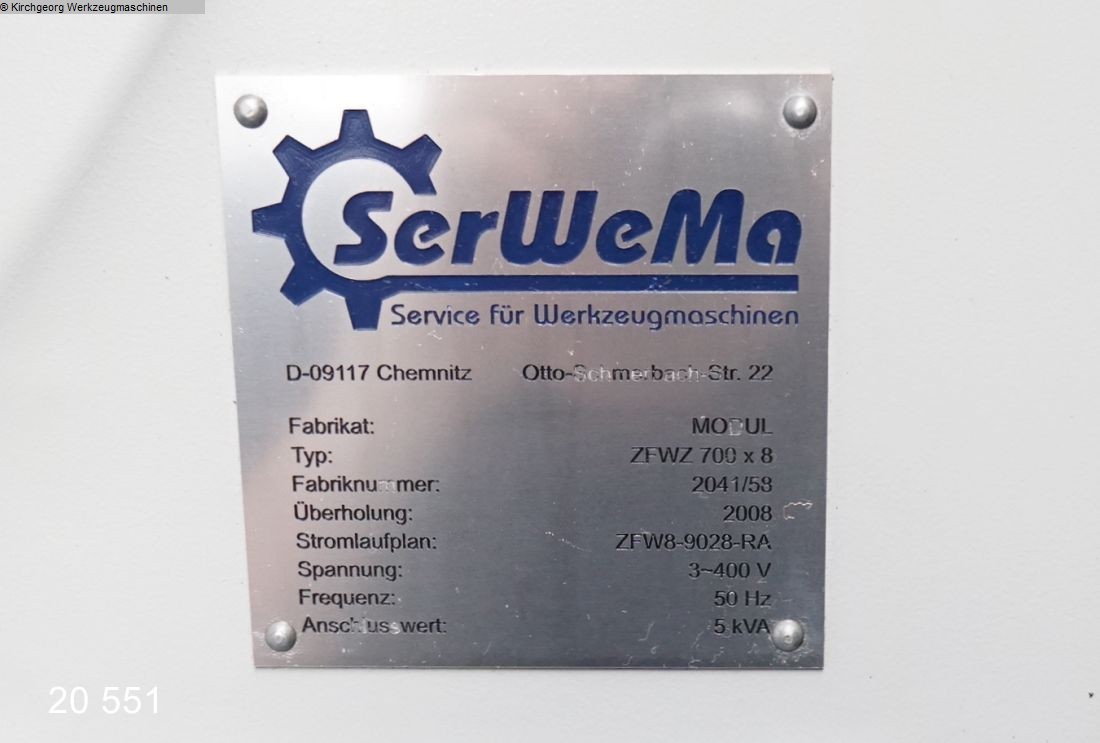 ® Kirchgeorg Werkzeugmaschinen
SerWeMa
Service für Werkzeugmaschinen
D-09117 Chemnitz Otto-Schmerbach-Str. 22
Fabrikat: MODUL
Typ: ZFWZ 700 x 8
Fabriknummer: 2041/58
Überholung: 2008
Stromlaufplan: ZFW8-9028-RA
Spannung: 3~400 V
Frequenz: 50 Hz
Anschlusswert: 5 kVA
20 551